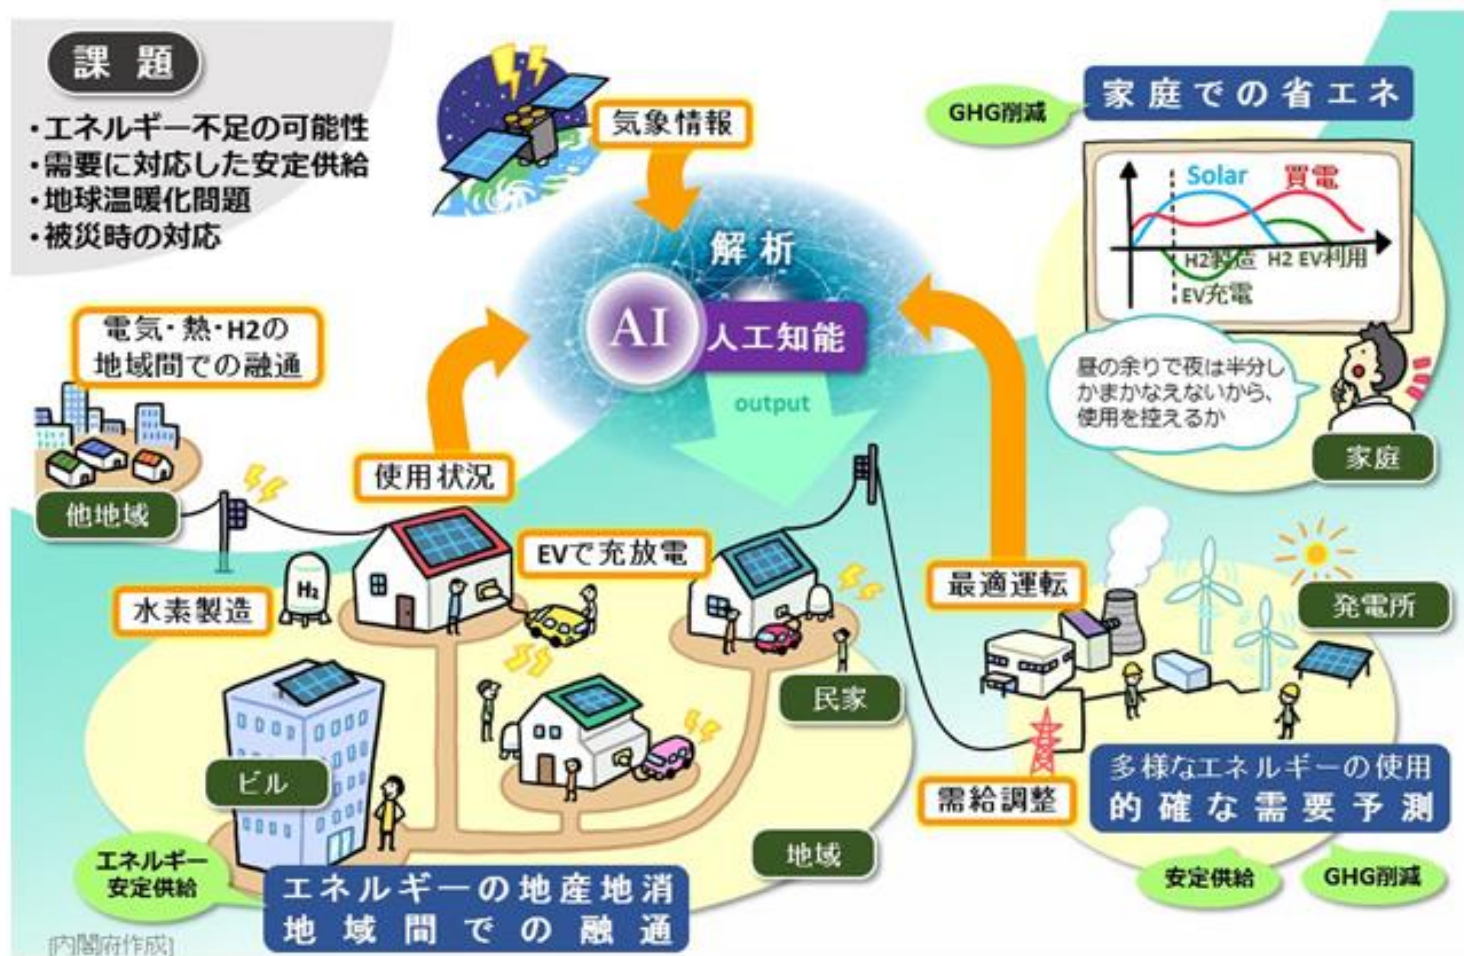 課題
・エネルギー不足の可能性
・需要に対応した安定供給
・地球温暖化問題
・被災時の対応
気象情報
GHG削減
家庭での省エネ
Solar
買電
H2製造
H2 EV利用
EV充電
昼の余りで夜は半分し
かまかなえないから、
使用を控えるか
家庭
解析
AI
人工知能
output
電気・熱・H2の
地域間での融通
他地域
使用状況
水素製造
H₂
EVで充放電
民家
ビル
地域
エネルギー
安定供給
エネルギーの地産地消
地域間での融通
最適運転
発電所
需給調整
多様なエネルギーの使用
的確な需要予測
安定供給
GHG削減
[内閣府作成]